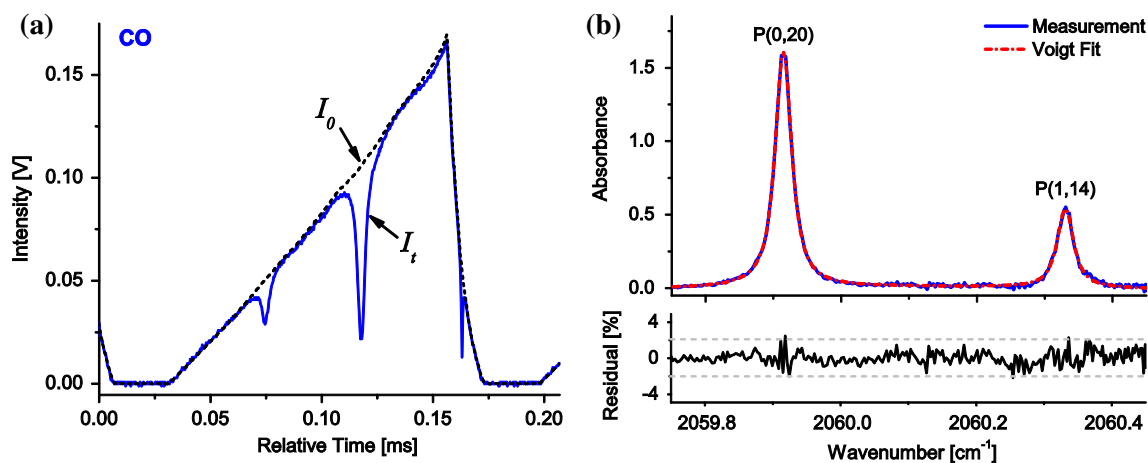 (a)
CO
I₀
Iₜ
0.15
0.10
0.05
0.00
Intensity [V]
0.00 0.05 0.10 0.15 0.20
Relative Time [ms]
(b)
P(0,20)
Measurement
Voigt Fit
P(1,14)
1.5
1.0
0.5
0.0
Absorbance
4
0
-4
Residual [%]
2059.8 2060.0 2060.2 2060.4
Wavenumber [cm⁻¹]